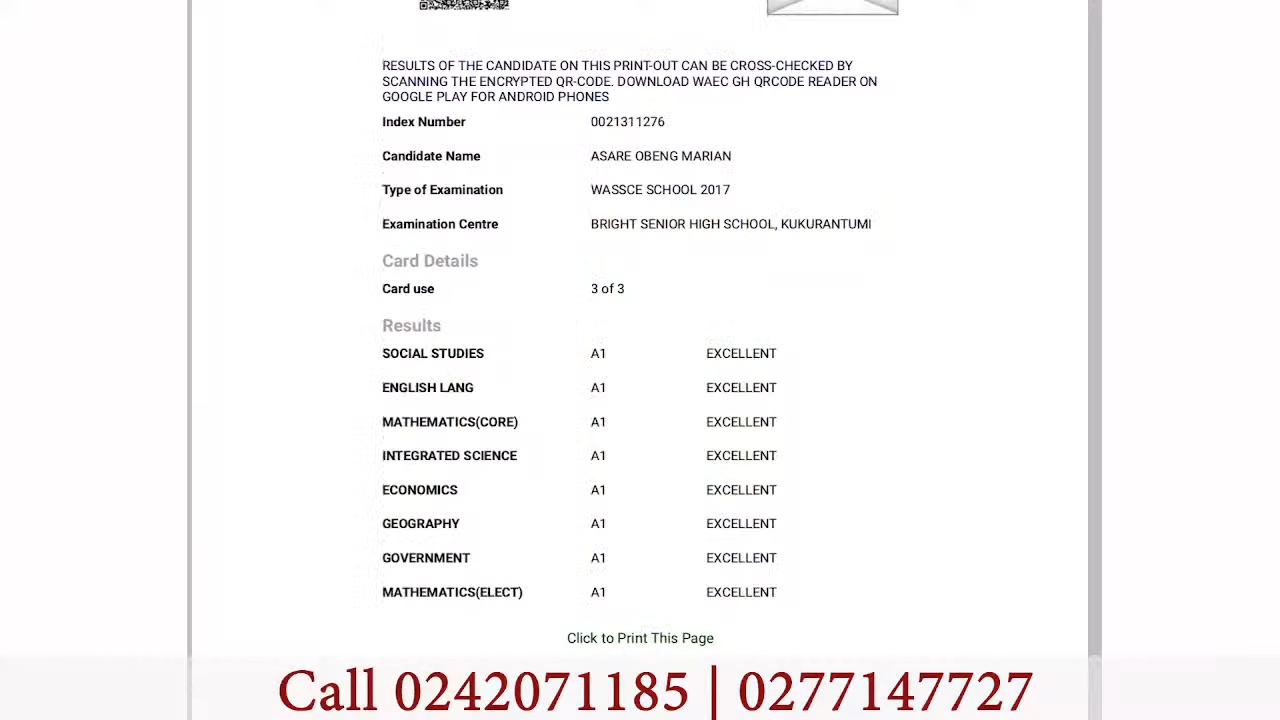 RESULTS OF THE CANDIDATE ON THIS PRINT-OUT CAN BE CROSS-CHECKED BY
SCANNING THE ENCRYPTED QR-CODE. DOWNLOAD WAEC GH QRCODE READER ON
GOOGLE PLAY FOR ANDROID PHONES
Index Number 0021311276
Candidate Name ASARE OBENG MARIAN
Type of Examination WASSCE SCHOOL 2017
Examination Centre BRIGHT SENIOR HIGH SCHOOL, KUKURANTUMI
Card Details
Card use 3 of 3
Results
SOCIAL STUDIES A1 EXCELLENT
ENGLISH LANG A1 EXCELLENT
MATHEMATICS(CORE) A1 EXCELLENT
INTEGRATED SCIENCE A1 EXCELLENT
ECONOMICS A1 EXCELLENT
GEOGRAPHY A1 EXCELLENT
GOVERNMENT A1 EXCELLENT
MATHEMATICS(ELECT) A1 EXCELLENT
Click to Print This Page
Call 0242071185 | 0277147727